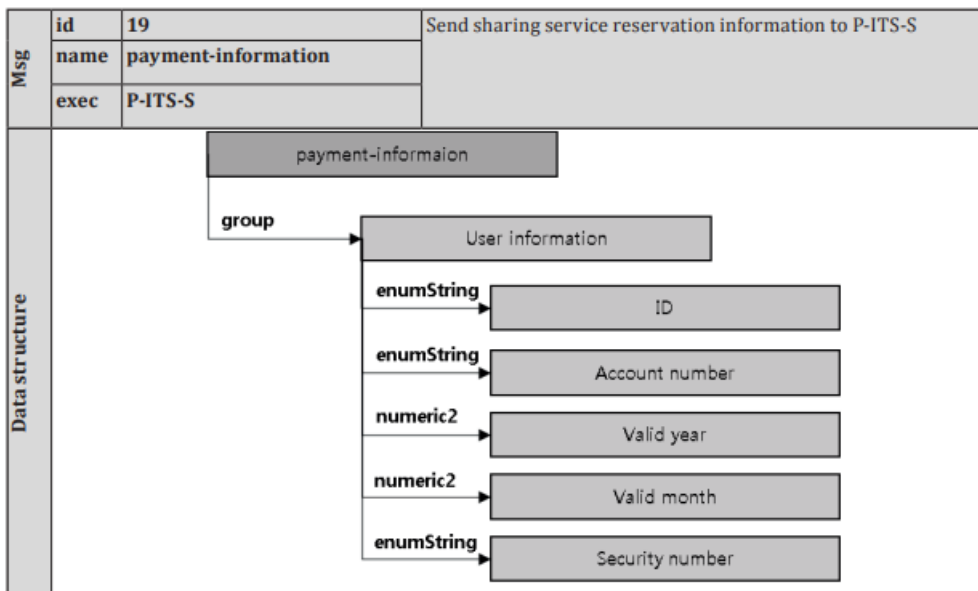 Msg
id 19 Send sharing service reservation information to P-ITS-S
name payment-information
exec P-ITS-S
Data structure
payment-informaion
group
User information
enumString
ID
enumString
Account number
numeric2
Valid year
numeric2
Valid month
enumString
Security number